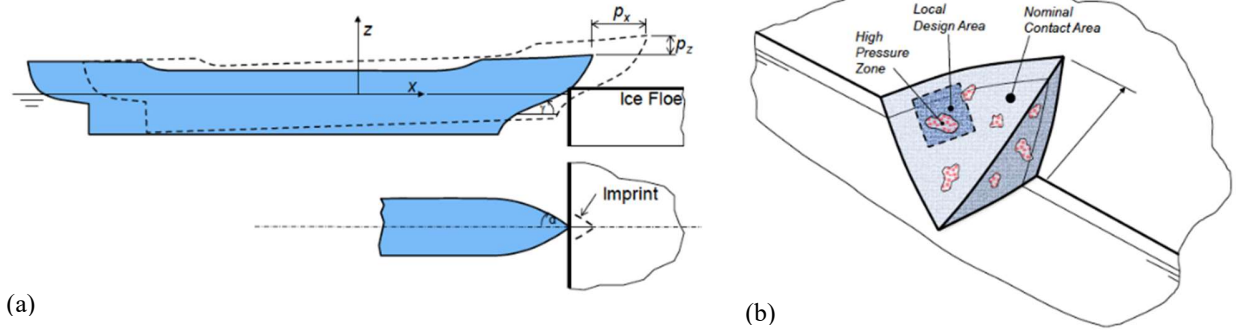 z
x
p_x
p_z
γ
Ice Floe
α
Imprint
(a)
Local
Design Area
Nominal
Contact Area
High
Pressure
Zone
(b)